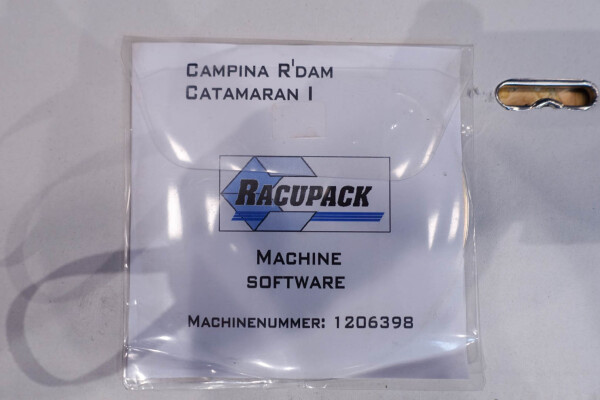 CAMPINA R'DAM
CATAMARAN I
RACUPACK
MACHINE
SOFTWARE
MACHINENUMMER: 1206398